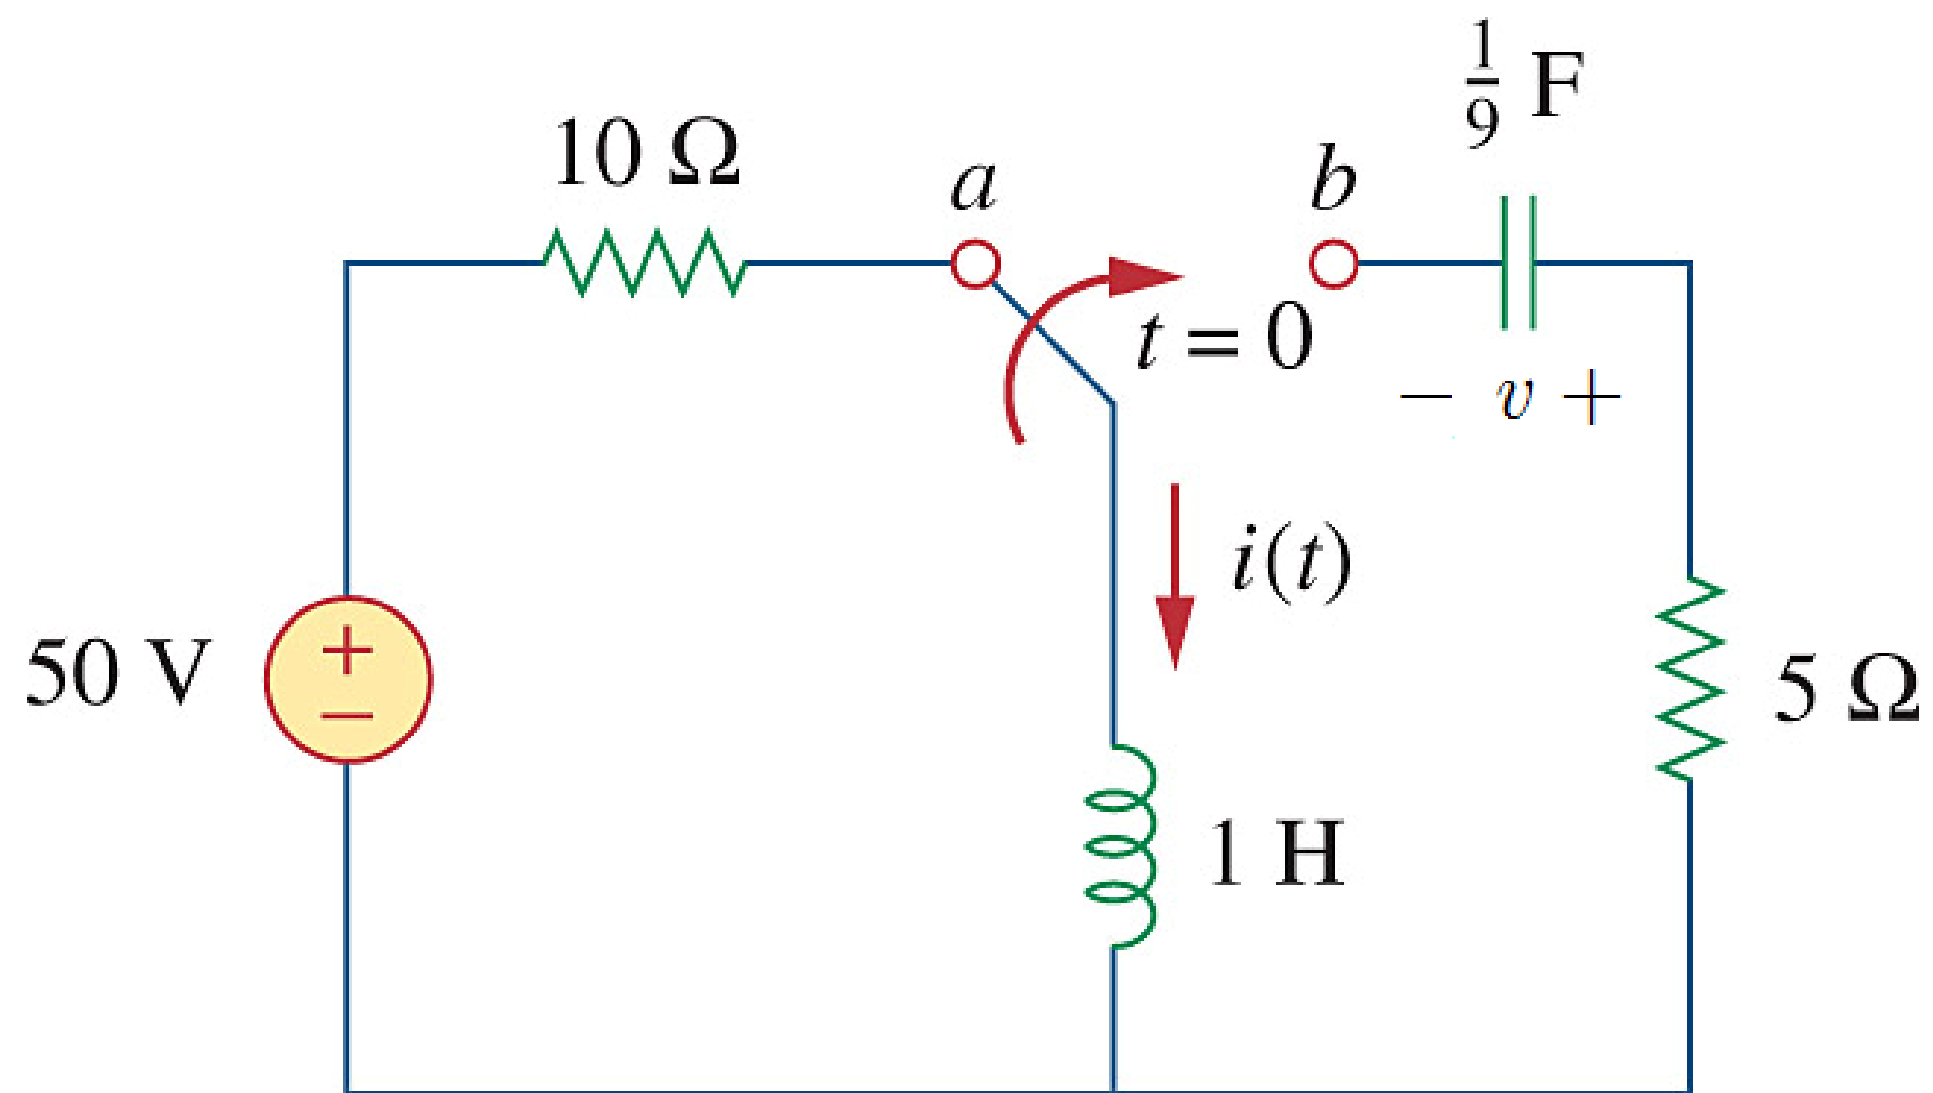 1/9 F
10 Ω
a
b
t = 0
− v +
i(t)
+
50 V
−
5 Ω
1 H